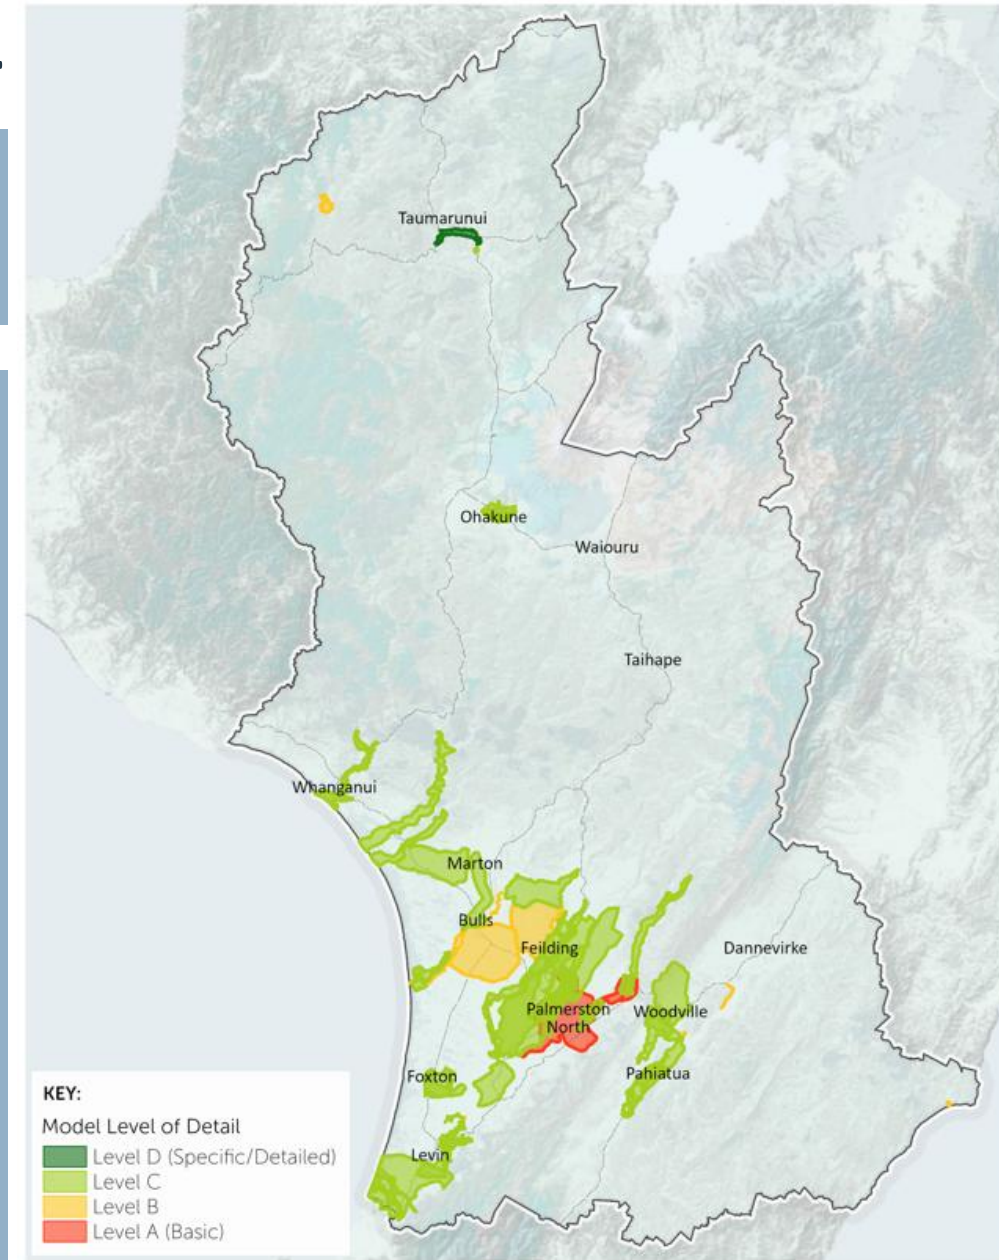 Taumarunui
Ohakune
Waiouru
Taihape
Whanganui
Marton
Bulls
Feilding
Dannevirke
Palmerston
North
Woodville
Foxton
Pahiatua
Levin
KEY:
Model Level of Detail
Level D (Specific/Detailed)
Level C
Level B
Level A (Basic)